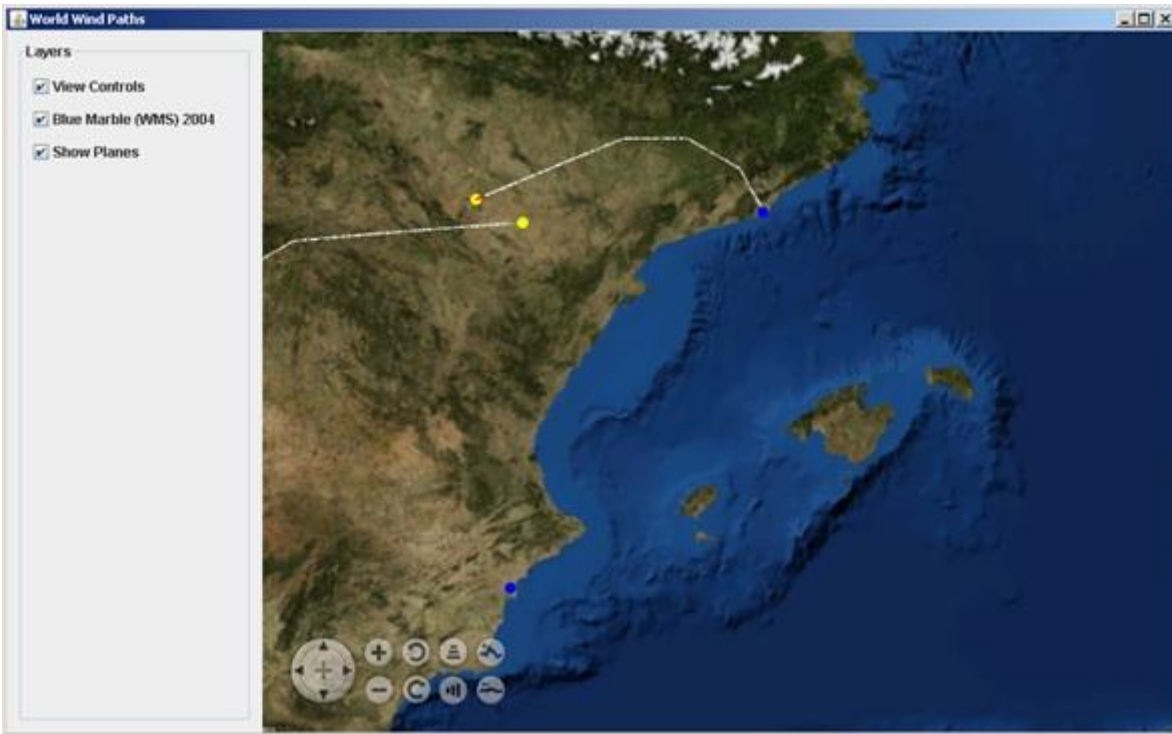 World Wind Paths
Layers
View Controls
Blue Marble (WMS) 2004
Show Planes